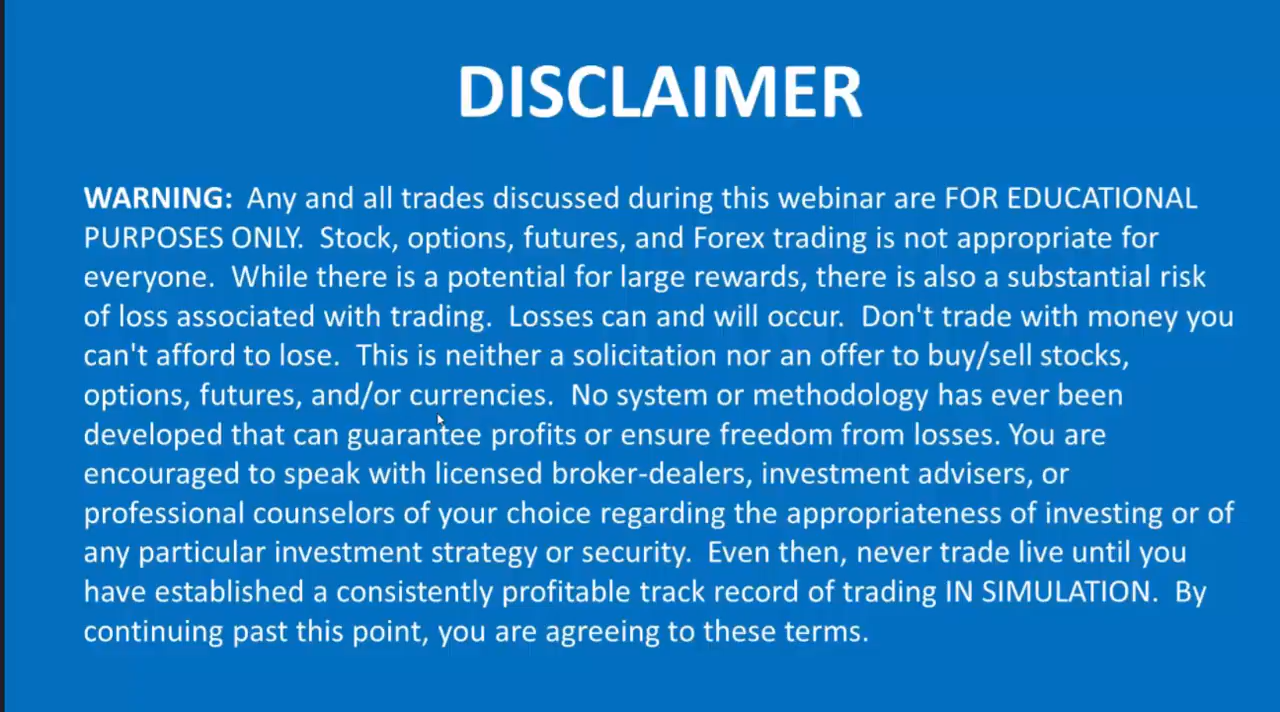 DISCLAIMER
WARNING:  Any and all trades discussed during this webinar are FOR EDUCATIONAL
PURPOSES ONLY.  Stock, options, futures, and Forex trading is not appropriate for
everyone.  While there is a potential for large rewards, there is also a substantial risk
of loss associated with trading.  Losses can and will occur.  Don't trade with money you
can't afford to lose.  This is neither a solicitation nor an offer to buy/sell stocks,
options, futures, and/or currencies.  No system or methodology has ever been
developed that can guarantee profits or ensure freedom from losses. You are
encouraged to speak with licensed broker-dealers, investment advisers, or
professional counselors of your choice regarding the appropriateness of investing or of
any particular investment strategy or security.  Even then, never trade live until you
have established a consistently profitable track record of trading IN SIMULATION.  By
continuing past this point, you are agreeing to these terms.